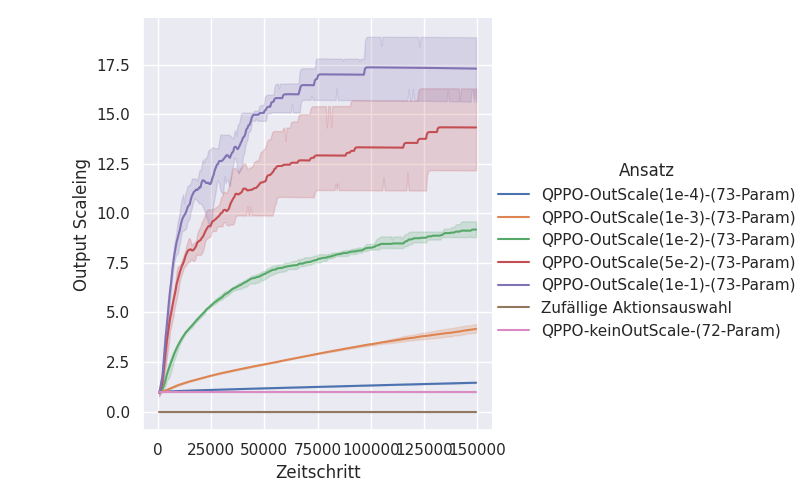 17.5
15.0
12.5
10.0
7.5
5.0
2.5
0.0
Output Scaleing
0 25000 50000 75000 100000 125000 150000
Zeitschritt
Ansatz
QPPO-OutScale(1e-4)-(73-Param)
QPPO-OutScale(1e-3)-(73-Param)
QPPO-OutScale(1e-2)-(73-Param)
QPPO-OutScale(5e-2)-(73-Param)
QPPO-OutScale(1e-1)-(73-Param)
Zufällige Aktionsauswahl
QPPO-keinOutScale-(72-Param)